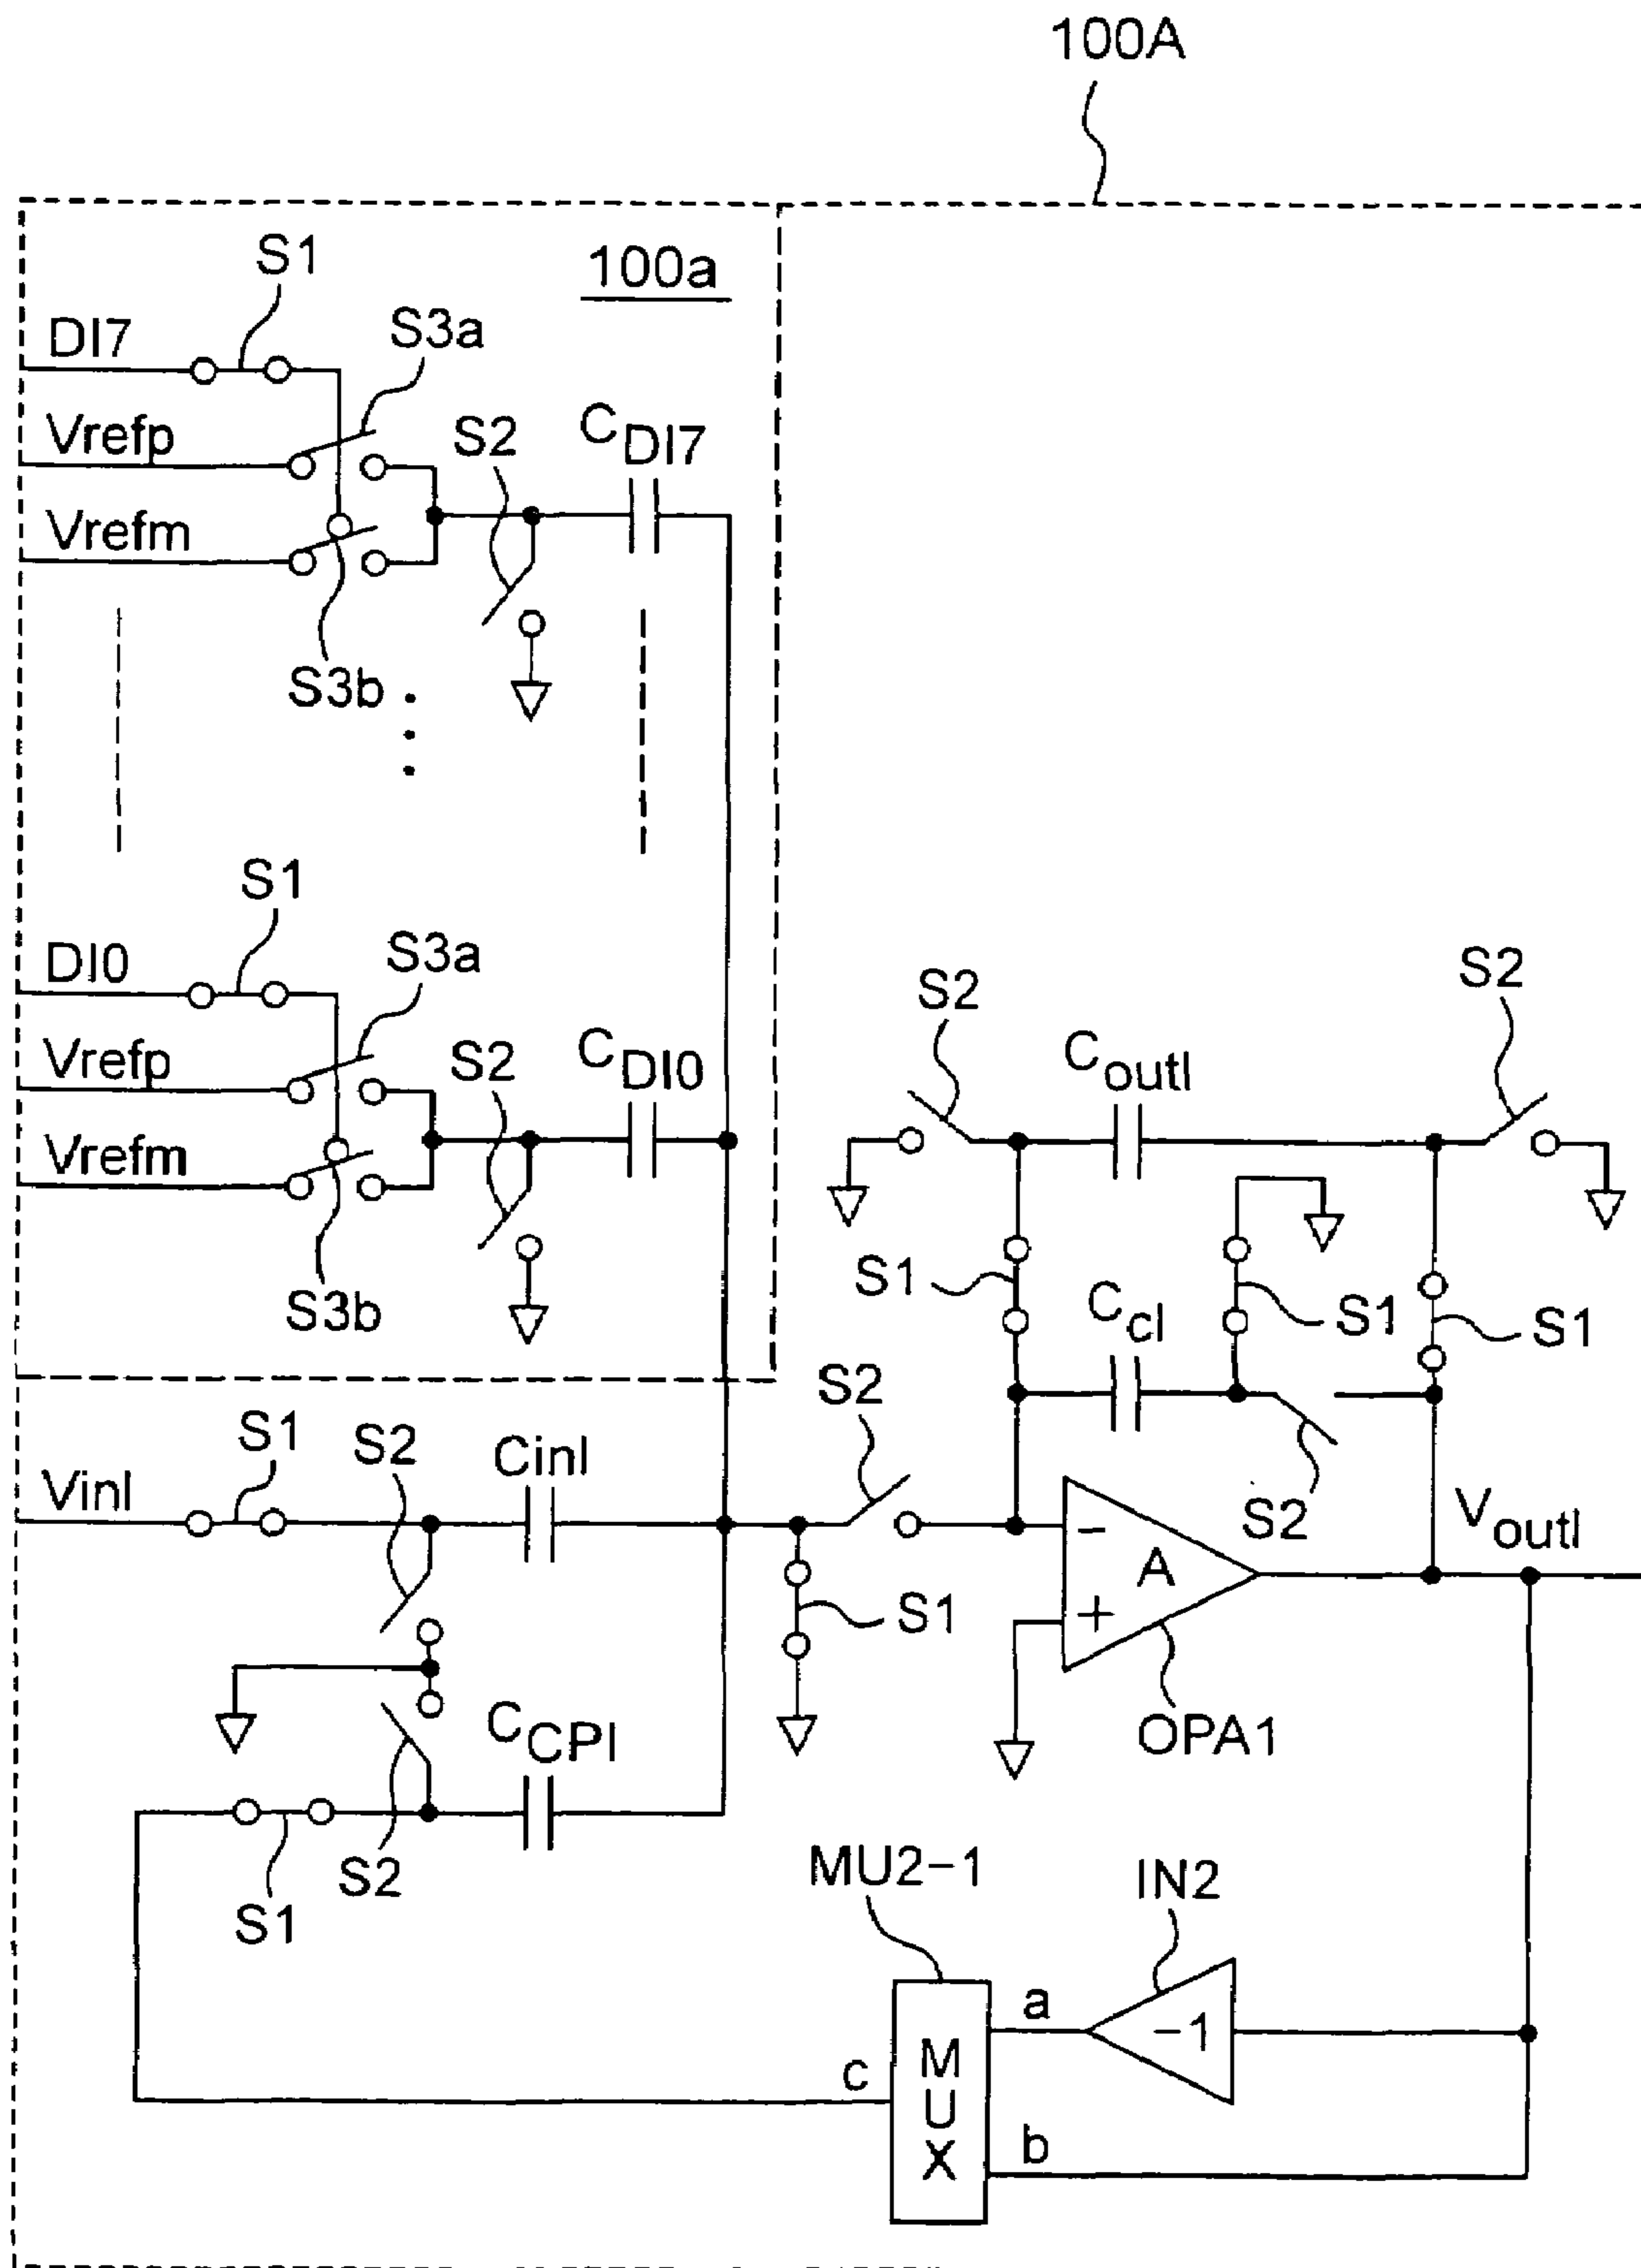 100A
100a
S1
DI7
S3a
Vrefp
S2
CDI7
Vrefm
S3b
S1
DI0
S3a
Vrefp
S2
CDI0
Vrefm
S3b
S2
Coutl
S2
S1
Ccl
S1
S1
S2
S2
Vinl
S1
S2
Cinl
S1
-
A
+
OPA1
Voutl
CCPI
S2
S1
MU2-1
IN2
a
-1
c
MUX
b